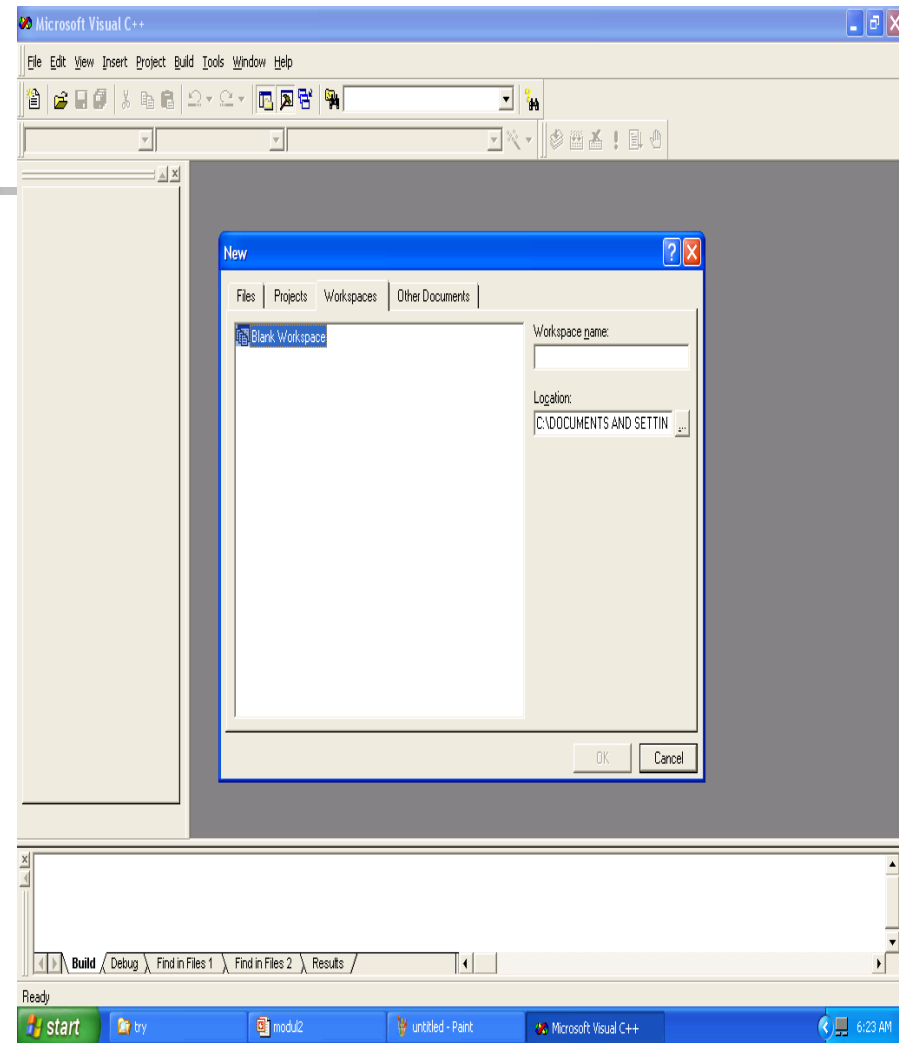 Microsoft Visual C++
File Edit View Insert Project Build Tools Window Help
New
Files Projects Workspaces Other Documents
Blank Workspace
Workspace name:
Location:
C:\DOCUMENTS AND SETTIN
...
OK Cancel
Build Debug Find in Files 1 Find in Files 2 Results
Ready
start try modul2 untitled - Paint Microsoft Visual C++ 6:23 AM